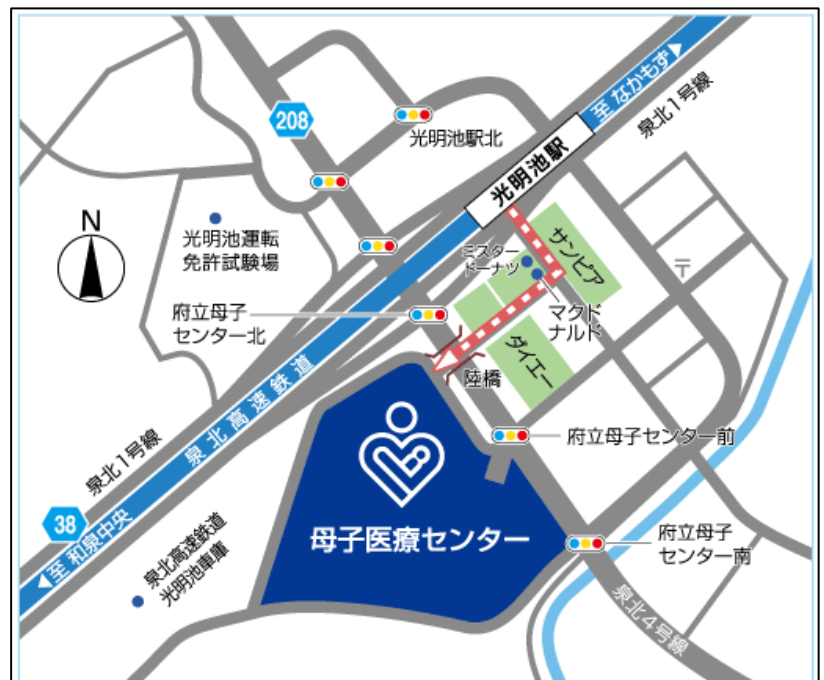 208
光明池駅北
至 なかもず
泉北1号線
光明池駅
N
光明池運転
免許試験場
ミスター
ドーナツ
サンピア
〒
マクド
ナルド
府立母子
センター北
ダイエー
陸橋
泉北高速鉄道
府立母子センター前
泉北1号線
38
至 和泉中央
母子医療センター
泉北高速鉄道
光明池車庫
府立母子
センター南
泉北4号線